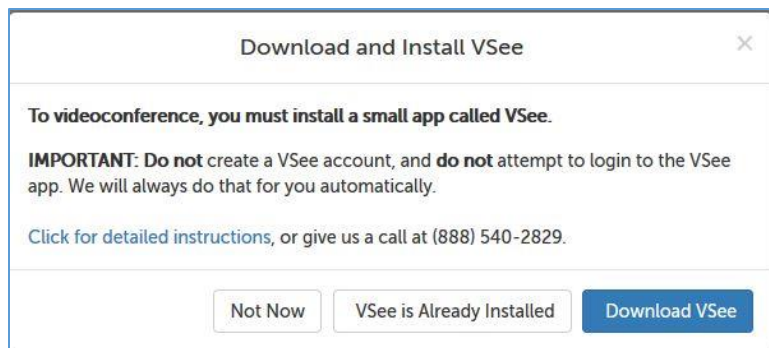 Download and Install VSee
To videoconference, you must install a small app called VSee.
IMPORTANT: Do not create a VSee account, and do not attempt to login to the VSee
app. We will always do that for you automatically.
Click for detailed instructions, or give us a call at (888) 540-2829.
Not Now VSee is Already Installed Download VSee